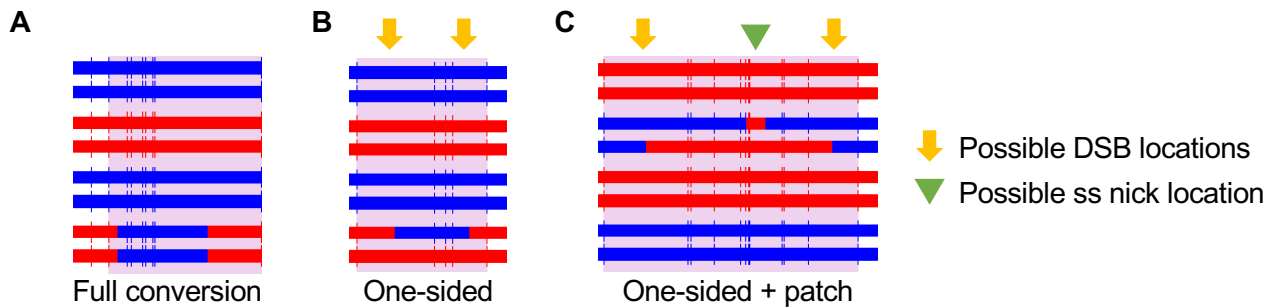 A
B
C
Possible DSB locations
Possible ss nick location
Full conversion
One-sided
One-sided + patch